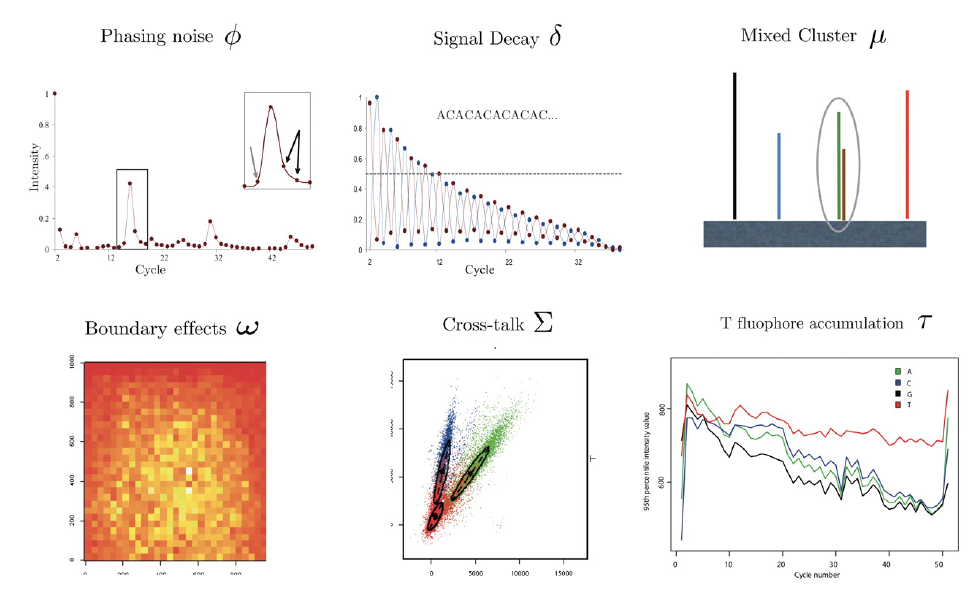 Phasing noise ϕ
Signal Decay δ
Mixed Cluster μ
Intensity
1
0.8
.6
0.4
0.2
0
2
12
22
32
42
Cycle
ACACACACACAC...
1
0.8
0.6
0.4
0.2
0
2
12
22
32
Cycle
Boundary effects ω
Cross-talk Σ
T fluophore accumulation τ
1000
800
600
400
200
0
0
200
400
600
800
0
5000
10000
15000
T
95th percentile intensity value
800
600
A
C
G
T
0
10
20
30
40
50
Cycle number